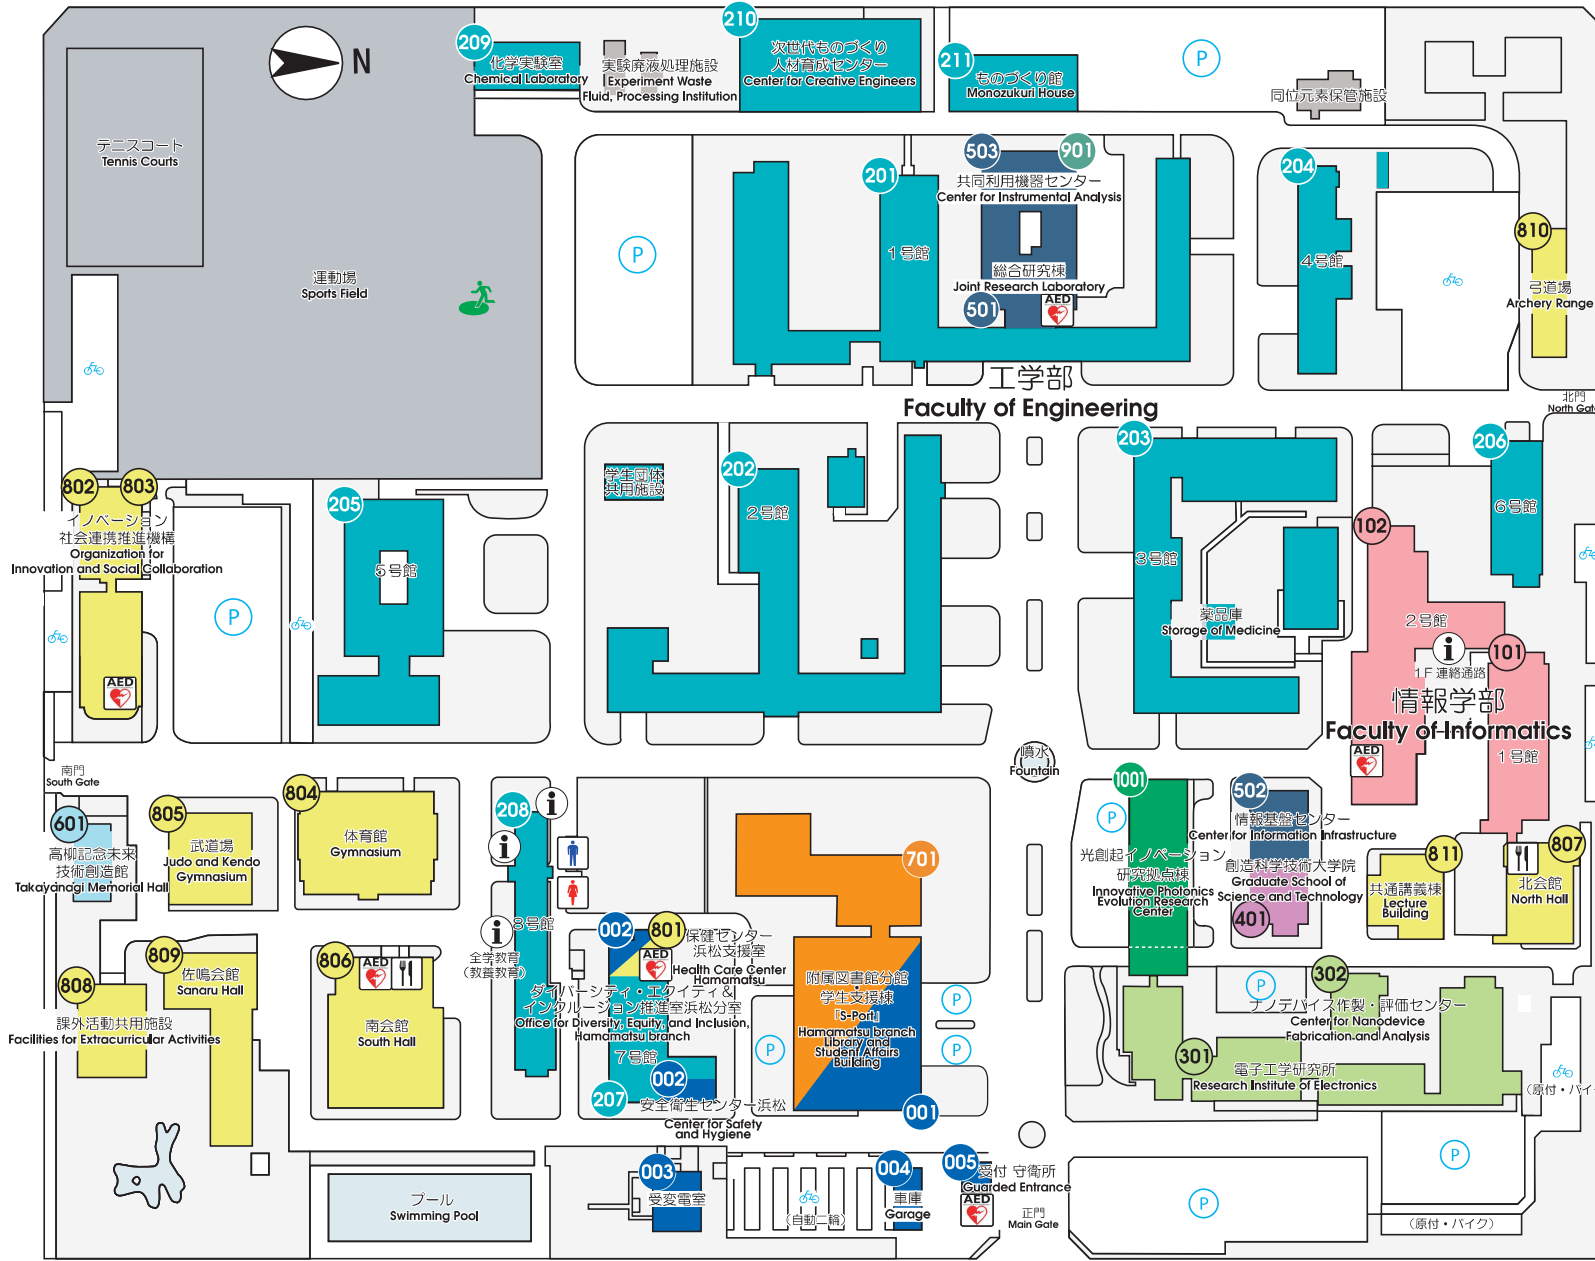 N
209
化学実験室
Chemical Laboratory
実験廃液処理施設
Experiment Waste
Fluid, Processing Institution
210
次世代ものづくり
人材育成センター
Center for Creative Engineers
211
ものづくり館
Monozukuri House
P
同位元素保管施設
テニスコート
Tennis Courts
運動場
Sports Field
P
201
1号館
503
901
共同利用機器センター
Center for Instrumental Analysis
総合研究棟
Joint Research Laboratory
501
AED
204
4号館
810
弓道場
Archery Range
工学部
Faculty of Engineering
北門
North Gate
802
803
イノベーション
社会連携推進機構
Organization for
Innovation and Social Collaboration
AED
P
205
5号館
学生団体
共用施設
202
2号館
203
3号館
薬品庫
Storage of Medicine
206
6号館
102
2号館
i
101
1F 連絡通路
情報学部
Faculty of Informatics
AED
1号館
南門
South Gate
噴水
Fountain
601
高柳記念未来
技術創造館
Takayanagi Memorial Hall
805
武道場
Judo and Kendo
Gymnasium
804
体育館
Gymnasium
208
i
i
i
8号館
全学教育
(教養教育)
701
1001
P
光創起イノベーション
研究拠点棟
Innovative Photonics
Evolution Research
Center
502
情報基盤センター
Center for Information Infrastructure
創造科学技術大学院
Graduate School of
Science and Technology
401
811
共通講義棟
Lecture
Building
807
北会館
North Hall
002
801
保健センター
浜松支援室
AED
Health Care Center
Hamamatsu
ダイバーシティ・エクイティ＆
インクルージョン推進室浜松分室
Office for Diversity, Equity, and Inclusion,
Hamamatsu branch
7号館
002
207
安全衛生センター浜松
Center for Safety
and Hygiene
附属図書館分館
・
学生支援棟
「S-Port」
Hamamatsu branch
Library and
Student Affairs
Building
001
P
P
P
808
課外活動共用施設
Facilities for Extracurricular Activities
809
佐鳴会館
Sanaru Hall
806
AED
南会館
South Hall
P
302
ナノデバイス作製・評価センター
Center for Nanodevice
Fabrication and Analysis
301
電子工学研究所
Research Institute of Electronics
(原付・バイク
プール
Swimming Pool
003
受変電室
(自動二輪)
004
車庫
Garage
005
受付 守衛所
Guarded Entrance
AED
正門
Main Gate
P
P
(原付・バイク)